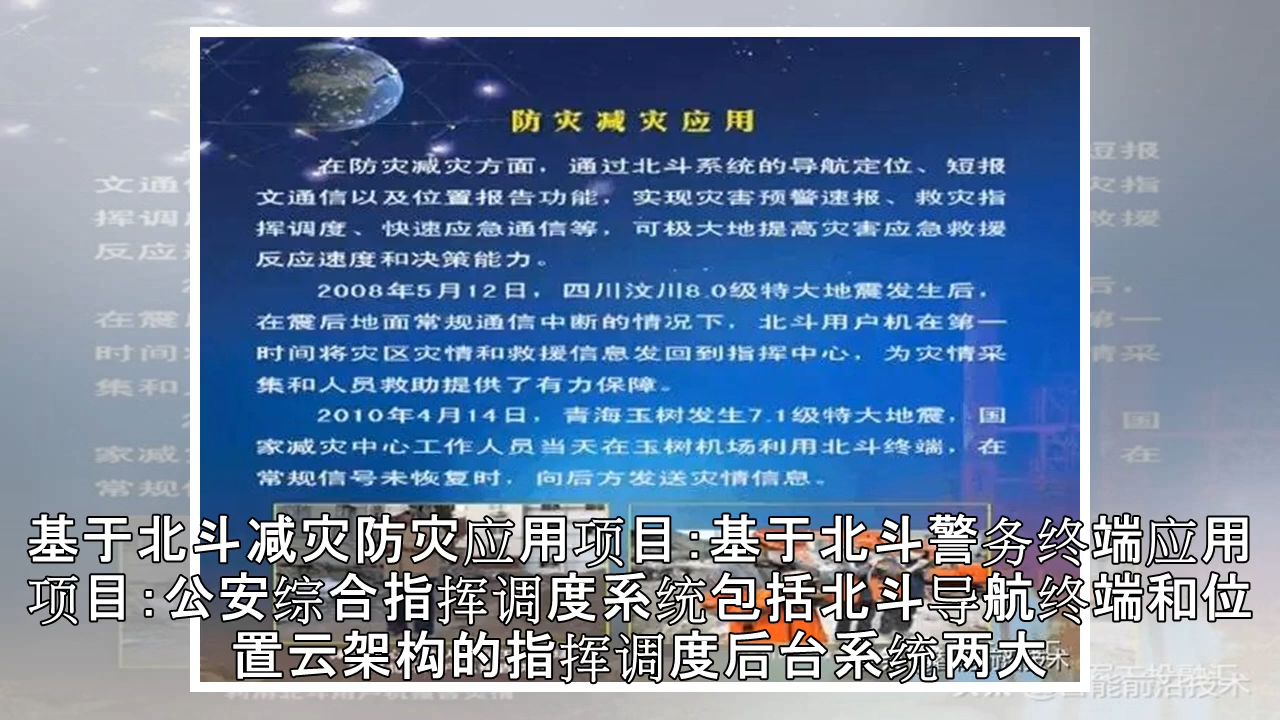 防灾减灾应用
在防灾减灾方面，通过北斗系统的导航定位、短报
文通信以及位置报告功能，实现灾害预警速报、救灾指
挥调度、快速应急通信等，可极大地提高灾害应急救援
反应速度和决策能力。
2008年5月12日，四川汶川8.0级特大地震发生后，
在震后地面常规通信中断的情况下，北斗用户机在第一
时间将灾区灾情和救援信息发回到指挥中心，为灾情采
集和人员救助提供了有力保障。
2010年4月14日，青海玉树发生7.1级特大地震，国
家减灾中心工作人员当天在玉树机场利用北斗终端，在
常规信号未恢复时，向后方发送灾情信息。
基于北斗减灾防灾应用项目:基于北斗警务终端应用
项目:公安综合指挥调度系统包括北斗导航终端和位
置云架构的指挥调度后台系统两大